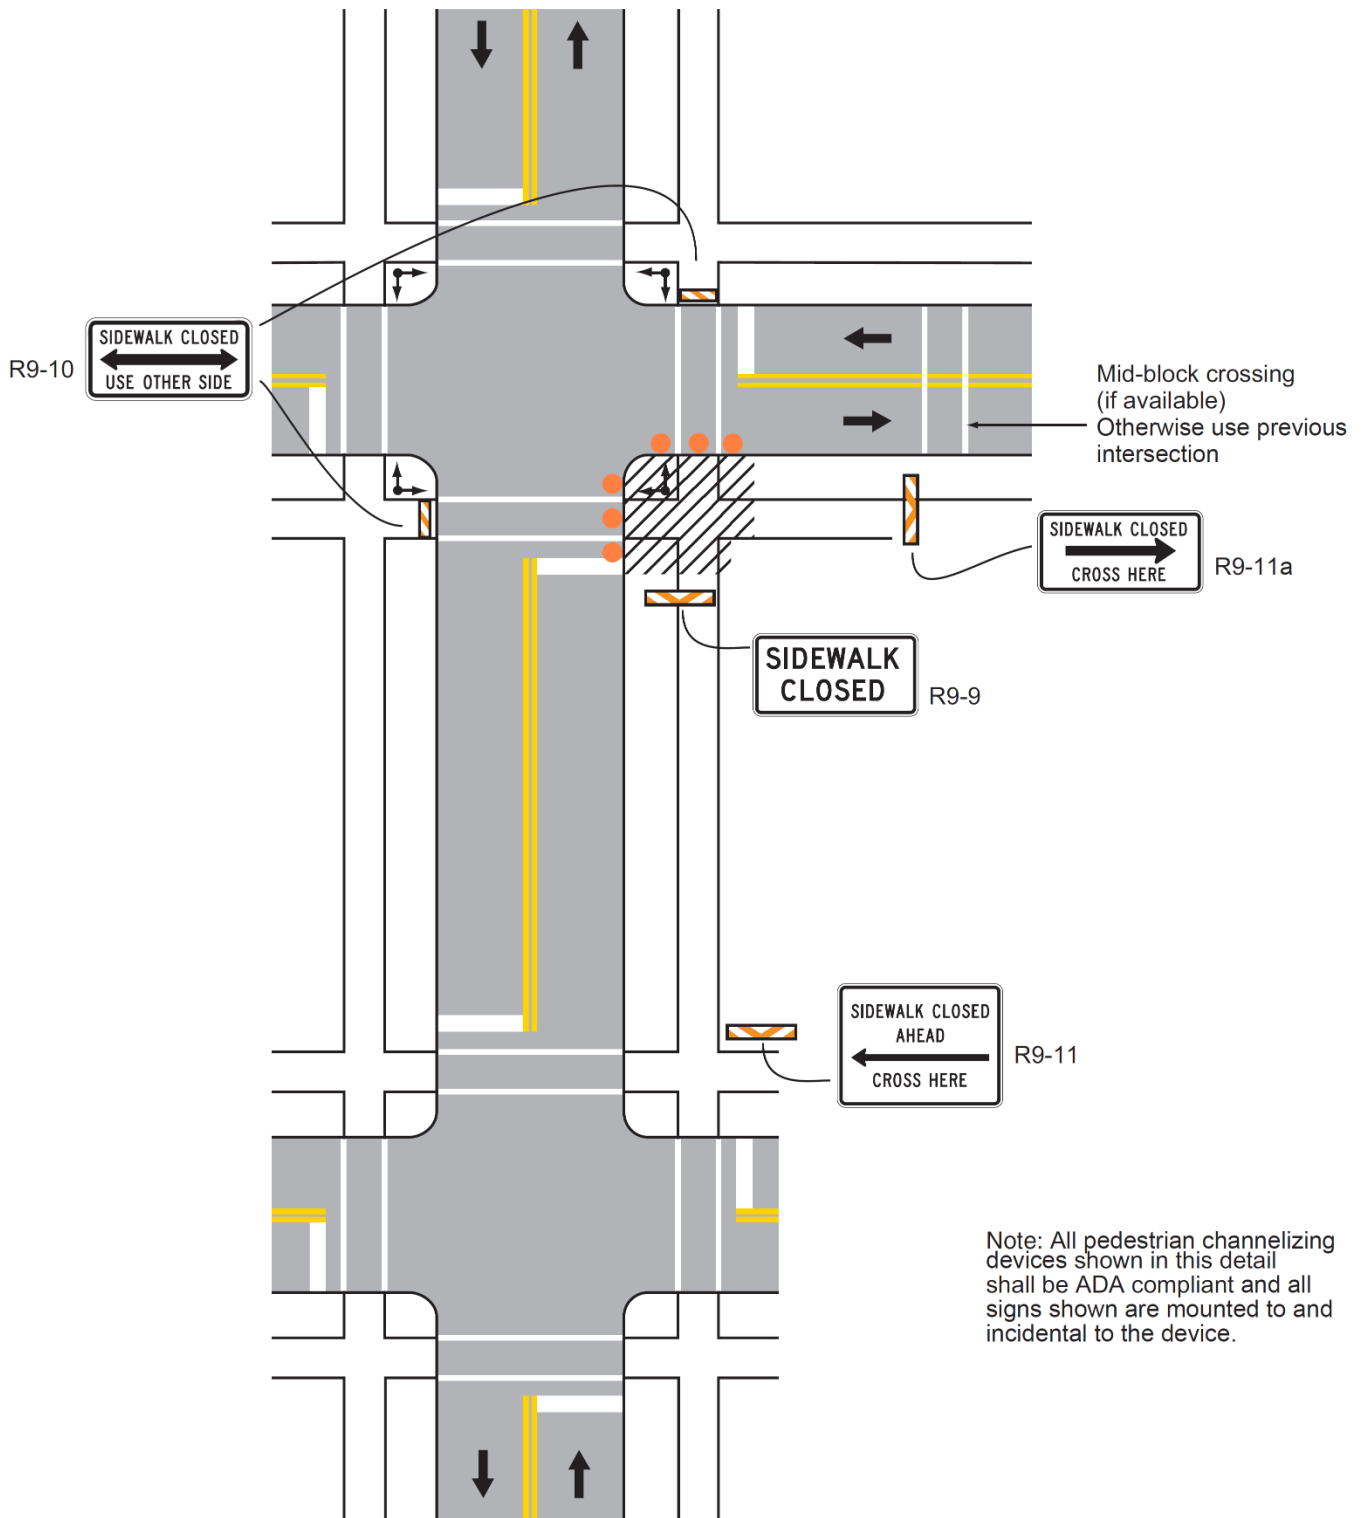 SIDEWALK CLOSED
USE OTHER SIDE
R9-10
Mid-block crossing
(if available)
Otherwise use previous
intersection
SIDEWALK CLOSED
CROSS HERE
R9-11a
SIDEWALK
CLOSED
R9-9
SIDEWALK CLOSED
AHEAD
CROSS HERE
R9-11
Note: All pedestrian channelizing
devices shown in this detail
shall be ADA compliant and all
signs shown are mounted to and
incidental to the device.